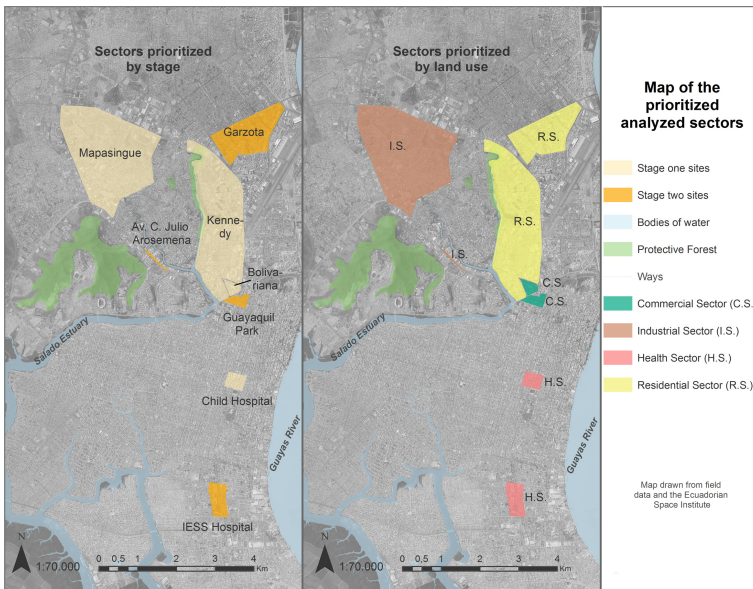 Sectors prioritized
by stage
Garzota
Mapasingue
Av. C. Julio
Arosemena
Kenne-
dy
Boliva-
riana
Guayaquil
Park
Salado Estuary
Child Hospital
Guayas River
IESS Hospital
N
1:70.000
0 0,5 1 2 3 4
Km
Sectors prioritized
by land use
I.S.
R.S.
R.S.
I.S.
C.S.
C.S.
Salado Estuary
H.S.
Guayas River
H.S.
N
1:70.000
0 0,5 1 2 3 4
Km
Map of the
prioritized
analyzed sectors
Stage one sites
Stage two sites
Bodies of water
Protective Forest
Ways
Commercial Sector (C.S.
Industrial Sector (I.S.)
Health Sector (H.S.)
Residential Sector (R.S.)
Map drawn from field
data and the Ecuadorian
Space Institute